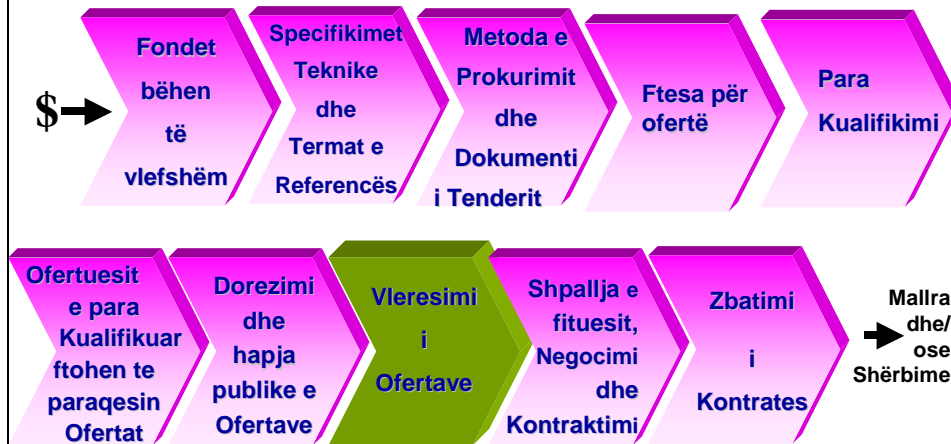 $
Fondet
bëhen
të
vlefshëm
Specifikimet
Teknike
dhe
Termat e
Referencës
Metoda e
Prokurimit
dhe
Dokumenti
i Tenderit
Ftesa për
ofertë
Para
Kualifikimi
Ofertuesit
e para
Kualifikuar
ftohen te
paraqesin
Ofertat
Dorezimi
dhe
hapja
publike e
Ofertave
Vleresimi
i
Ofertave
Shpallja e
fituesit,
Negocimi
dhe
Kontraktimi
Zbatimi
i
Kontrates
Mallra
dhe/
ose
Shërbime